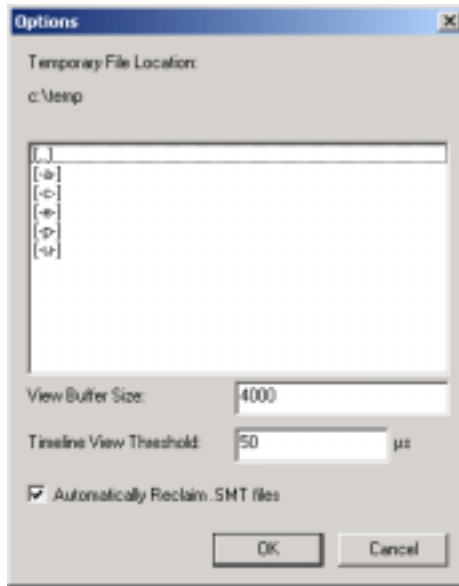 Options
Temporary File Location:
c:\temp
[..]
[-a-]
[-c-]
View Buffer Size:
4000
Timeline View Threshold:
50 µs
Automatically Reclaim .SMT files
OK
Cancel